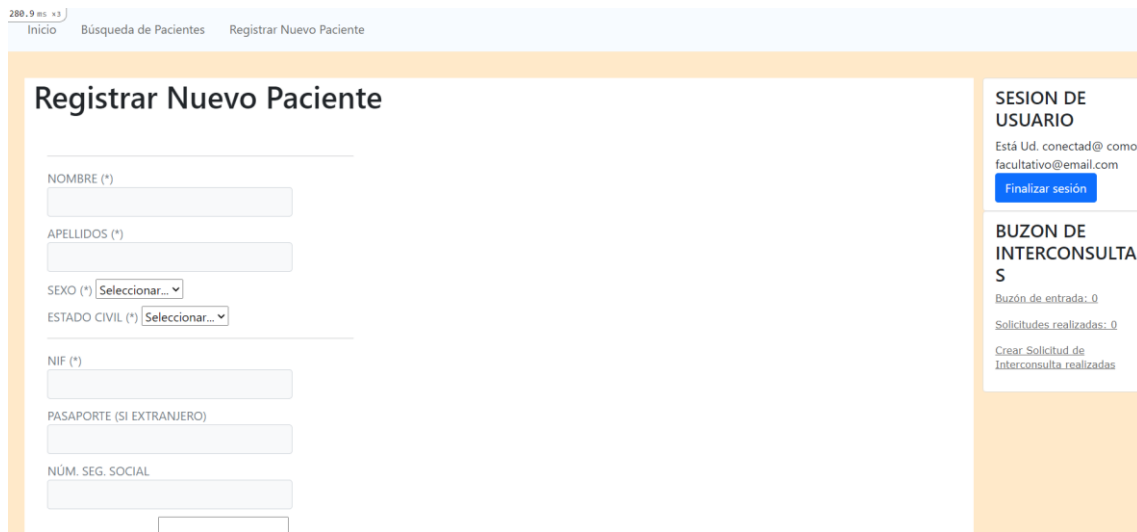 280.9 ms x3
Inicio Búsqueda de Pacientes Registrar Nuevo Paciente
Registrar Nuevo Paciente
NOMBRE (*)
APELLIDOS (*)
SEXO (*) Seleccionar...
ESTADO CIVIL (*) Seleccionar...
NIF (*)
PASAPORTE (SI EXTRANJERO)
NÚM. SEG. SOCIAL
SESION DE
USUARIO
Está Ud. conectad@ como
facultativo@email.com
Finalizar sesión
BUZON DE
INTERCONSULTA
S
Buzón de entrada: 0
Solicitudes realizadas: 0
Crear Solicitud de
Interconsulta realizadas